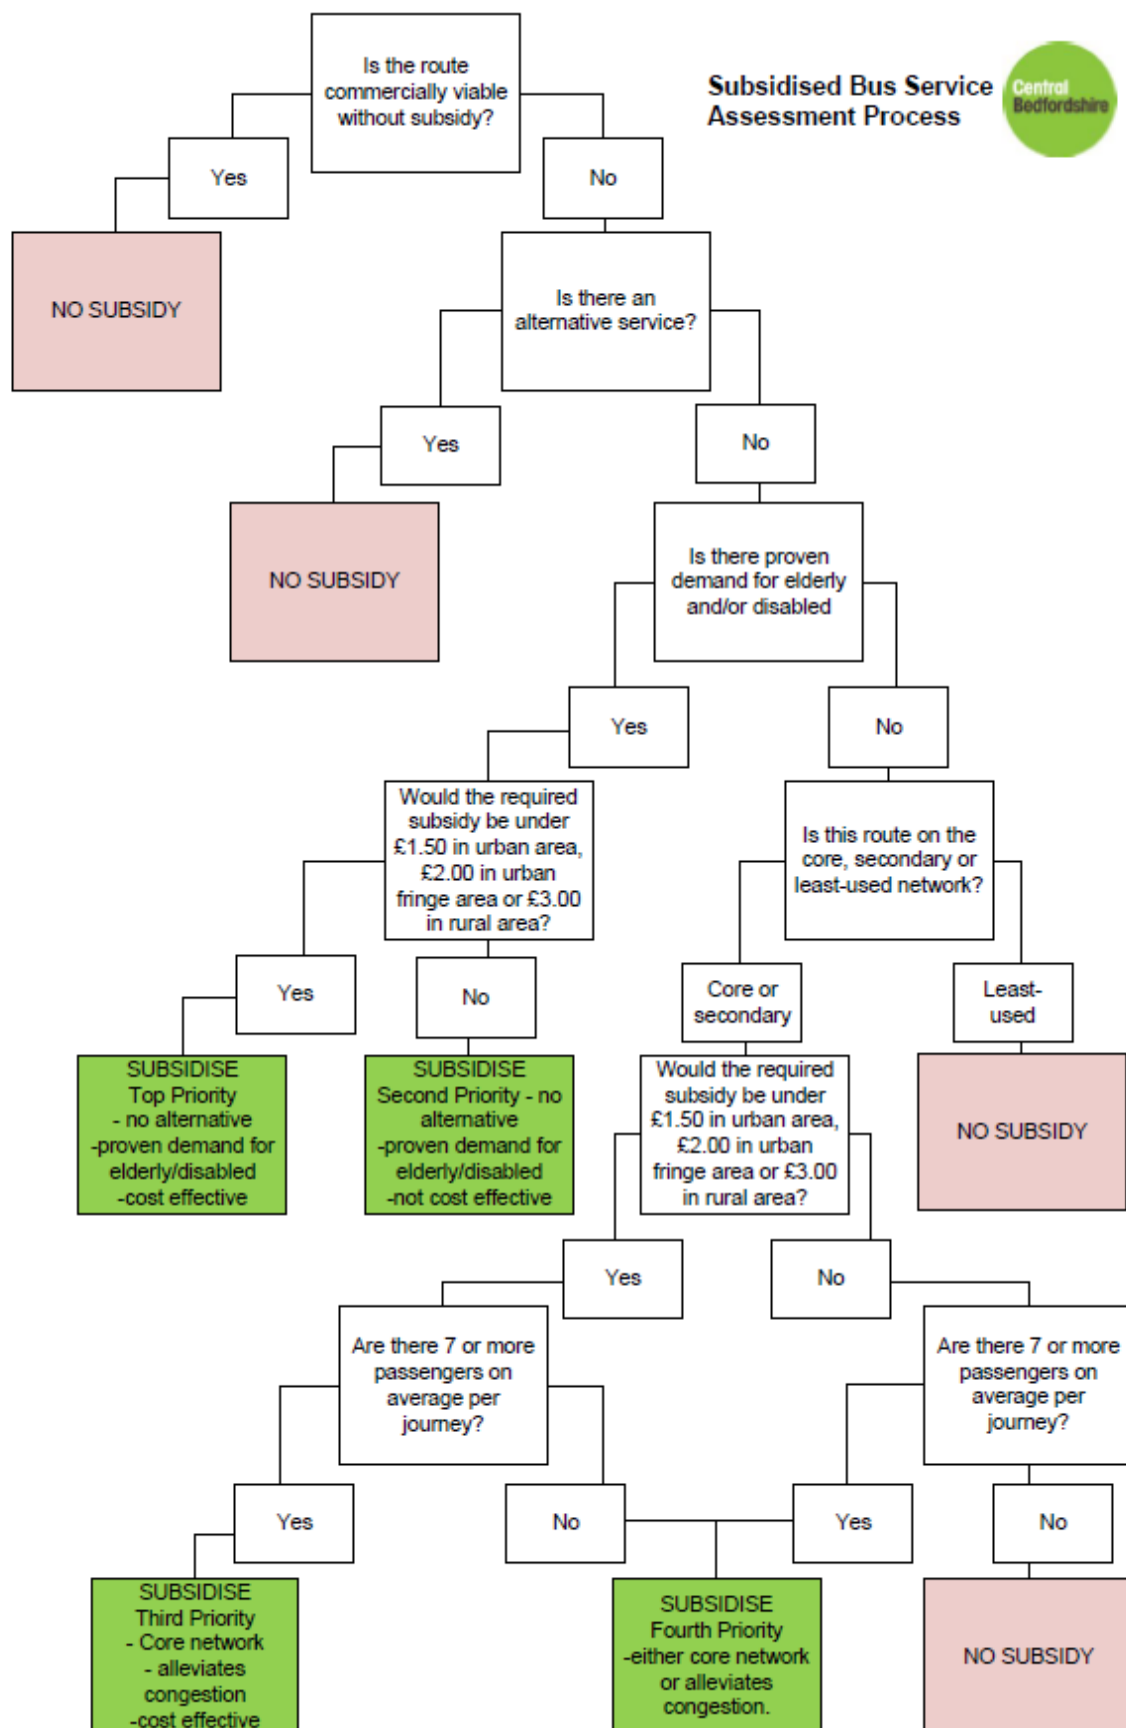 Is the route
commercially viable
without subsidy?
Subsidised Bus Service
Assessment Process
Central
Bedfordshire
Yes
No
NO SUBSIDY
Is there an
alternative service?
Yes
No
NO SUBSIDY
Is there proven
demand for elderly
and/or disabled
Yes
No
Would the required
subsidy be under
£1.50 in urban area,
£2.00 in urban
fringe area or £3.00
in rural area?
Is this route on the
core, secondary or
least-used network?
Yes
No
Core or
secondary
Least-
used
SUBSIDISE
Top Priority
- no alternative
-proven demand for
elderly/disabled
-cost effective
SUBSIDISE
Second Priority - no
alternative
-proven demand for
elderly/disabled
-not cost effective
Would the required
subsidy be under
£1.50 in urban area,
£2.00 in urban
fringe area or £3.00
in rural area?
NO SUBSIDY
Yes
No
Are there 7 or more
passengers on
average per
journey?
Are there 7 or more
passengers on
average per
journey?
Yes
No
Yes
No
SUBSIDISE
Third Priority
- Core network
- alleviates
congestion
-cost effective
SUBSIDISE
Fourth Priority
-either core network
or alleviates
congestion.
NO SUBSIDY